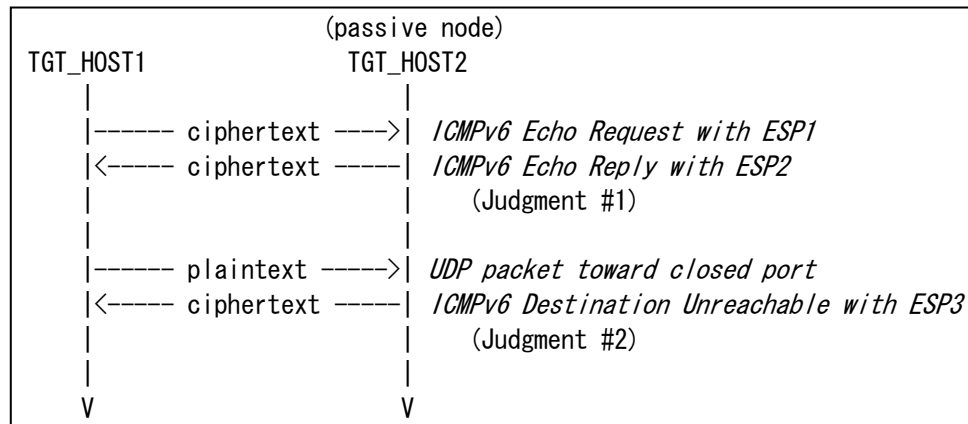 (passive node)
TGT_HOST1 TGT_HOST2
| |
|------ ciphertext ---->| ICMPv6 Echo Request with ESP1
|<----- ciphertext -----| ICMPv6 Echo Reply with ESP2
| | (Judgment #1)
| |
|------ plaintext ----->| UDP packet toward closed port
|<----- ciphertext -----| ICMPv6 Destination Unreachable with ESP3
| | (Judgment #2)
| |
V V